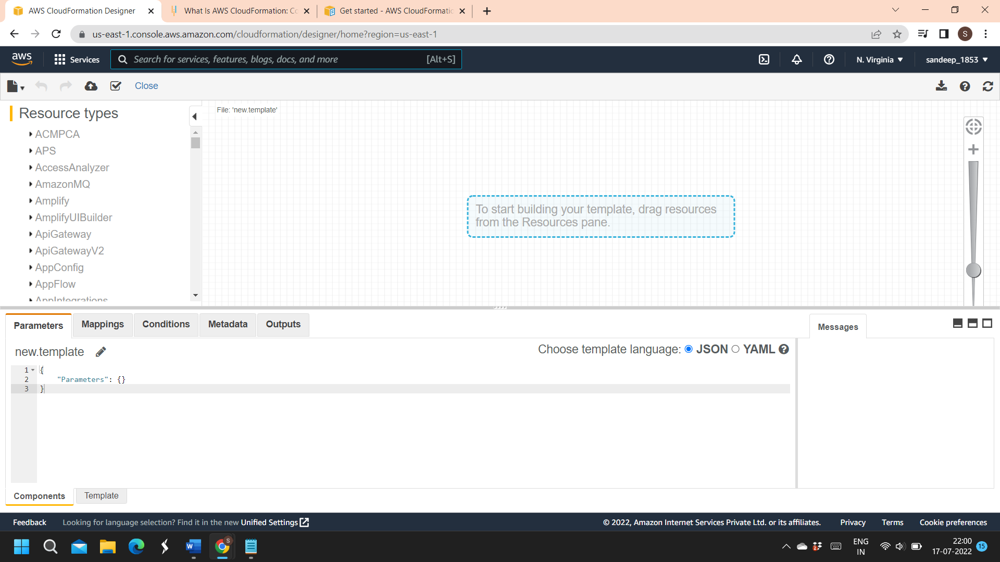 AWS CloudFormation Designer
What Is AWS CloudFormation: Co
Get started - AWS CloudFormatio
us-east-1.console.aws.amazon.com/cloudformation/designer/home?region=us-east-1
S
aws
Services
Search for services, features, blogs, docs, and more
[Alt+S]
N. Virginia
sandeep_1853
Close
Resource types
File: 'new.template'
ACMPCA
APS
AccessAnalyzer
AmazonMQ
Amplify
AmplifyUIBuilder
ApiGateway
ApiGatewayV2
AppConfig
AppFlow
AppIntegrations
To start building your template, drag resources
from the Resources pane.
Parameters
Mappings
Conditions
Metadata
Outputs
Messages
new.template
Choose template language: JSON YAML
1 {
2 "Parameters": {}
3 }
Components
Template
Feedback
Looking for language selection? Find it in the new Unified Settings
© 2022, Amazon Internet Services Private Ltd. or its affiliates.
Privacy
Terms
Cookie preferences
W
S
2
ENG
IN
22:00
17-07-2022
15